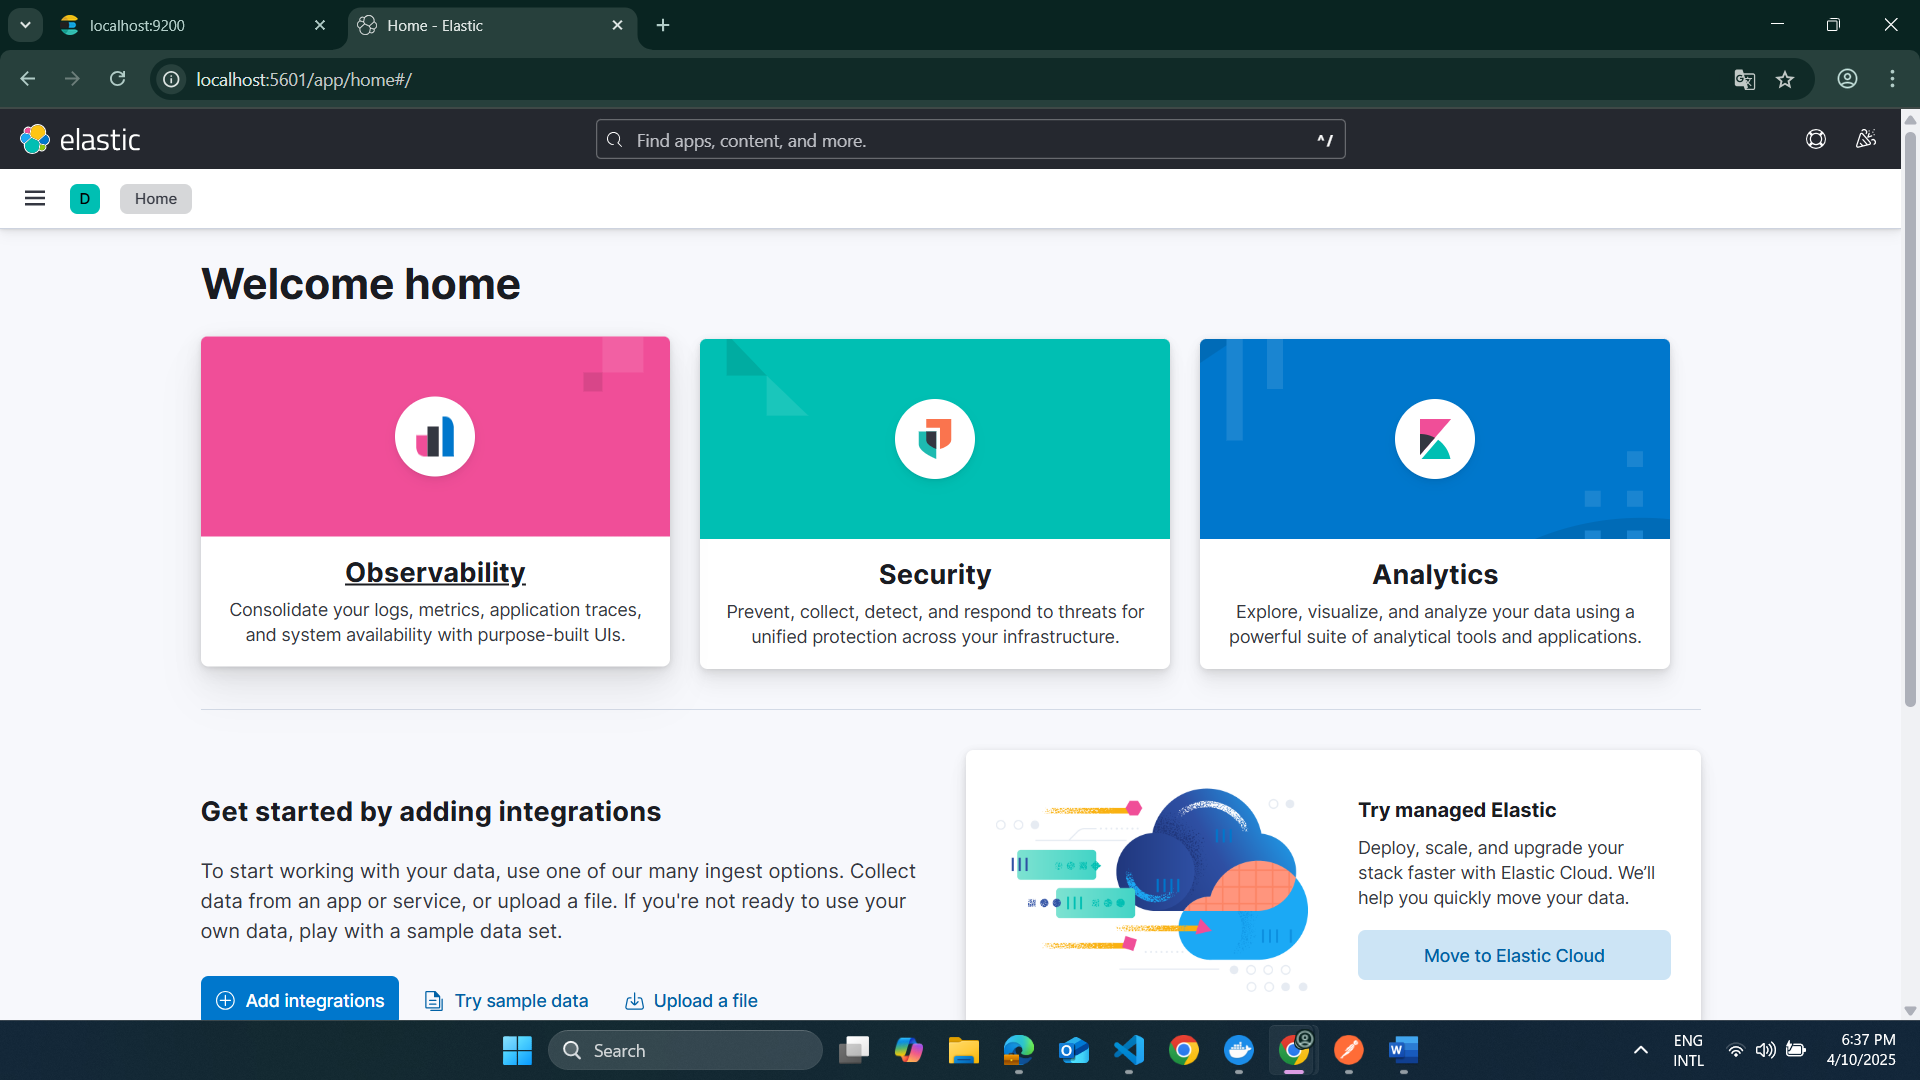 localhost:9200
Home - Elastic
localhost:5601/app/home#/
elastic
Find apps, content, and more.
^/
D
Home
Welcome home
Observability
Consolidate your logs, metrics, application traces,
and system availability with purpose-built UIs.
Security
Prevent, collect, detect, and respond to threats for
unified protection across your infrastructure.
Analytics
Explore, visualize, and analyze your data using a
powerful suite of analytical tools and applications.
Get started by adding integrations
To start working with your data, use one of our many ingest options. Collect
data from an app or service, or upload a file. If you're not ready to use your
own data, play with a sample data set.
Add integrations
Try sample data
Upload a file
Try managed Elastic
Deploy, scale, and upgrade your
stack faster with Elastic Cloud. We’ll
help you quickly move your data.
Move to Elastic Cloud
Search
ENG
INTL
6:37 PM
4/10/2025